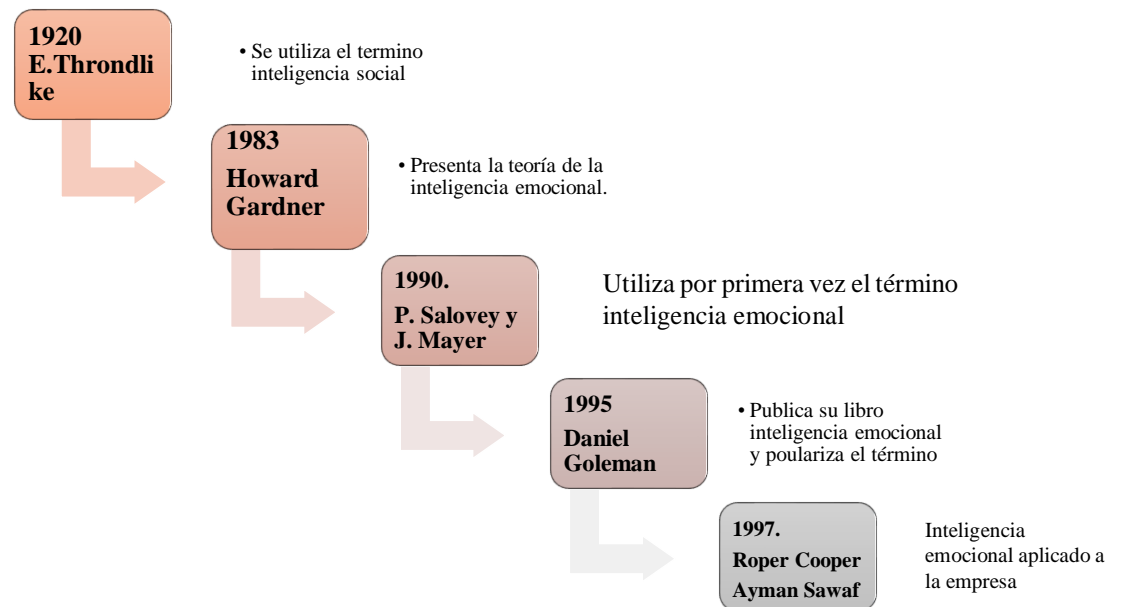 1920
E.Throndli
ke
• Se utiliza el termino
inteligencia social
1983
Howard
Gardner
• Presenta la teoría de la
inteligencia emocional.
1990.
P. Salovey y
J. Mayer
Utiliza por primera vez el término
inteligencia emocional
1995
Daniel
Goleman
• Publica su libro
inteligencia emocional
y poulariza el término
1997.
Roper Cooper
Ayman Sawaf
Inteligencia
emocional aplicado a
la empresa